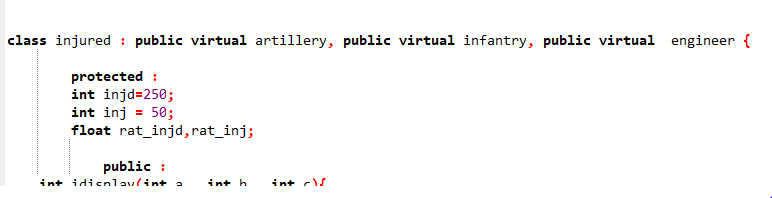 class injured : public virtual artillery, public virtual infantry, public virtual  engineer {
protected :
int injd=250;
int inj = 50;
float rat_injd,rat_inj;
public :
int idisplay(int a , int b , int c){